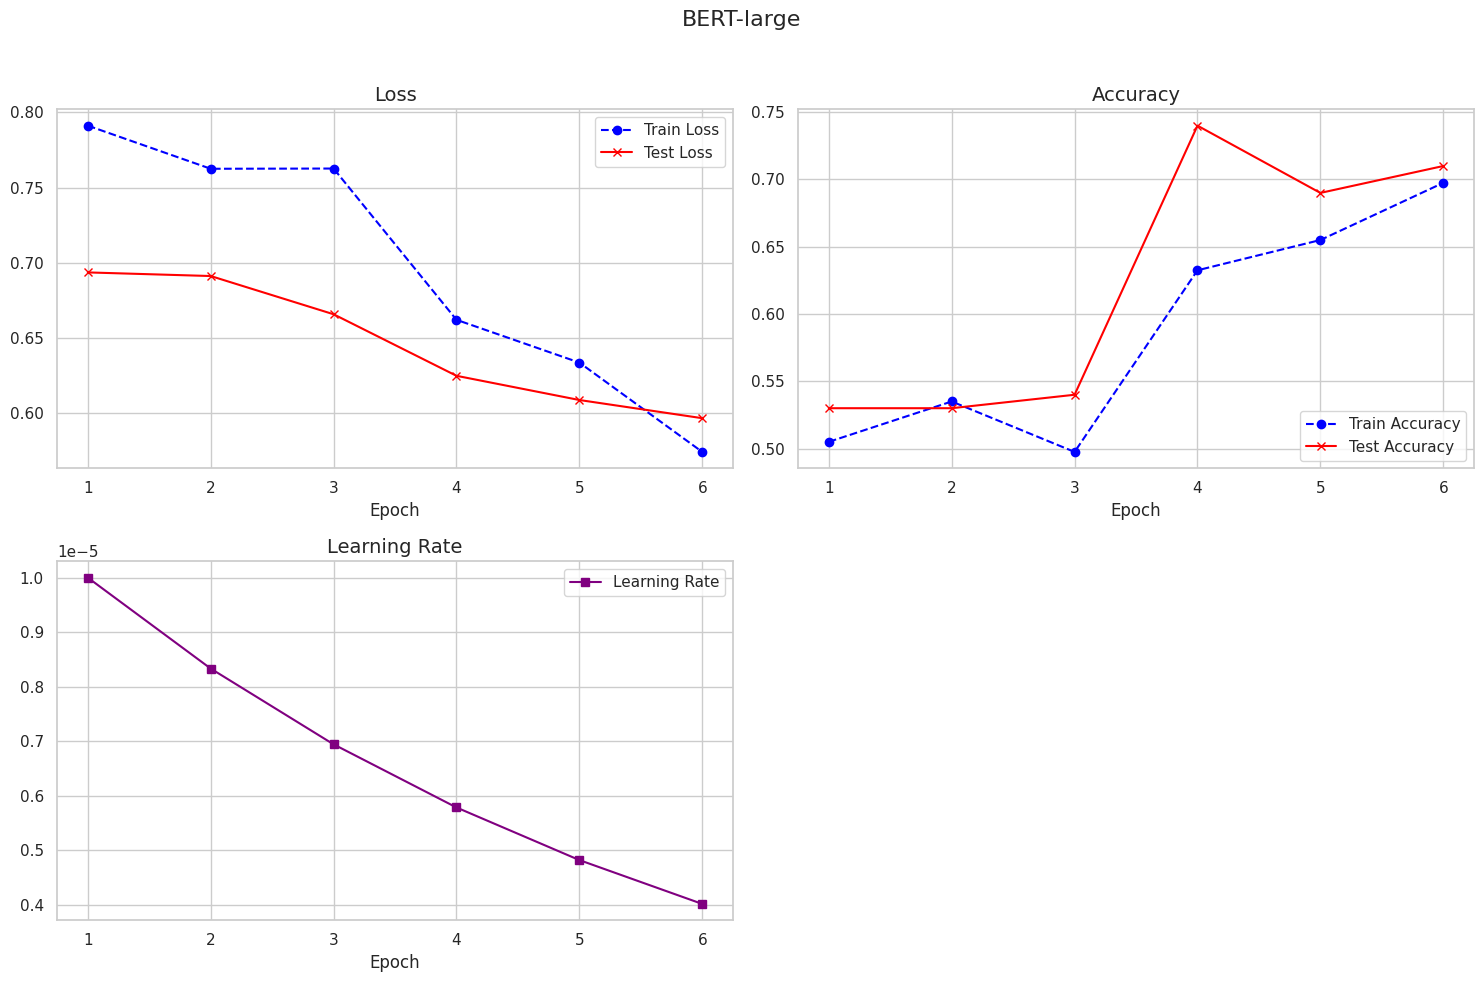 BERT-large
Loss
0.80
0.75
0.70
0.65
0.60
Train Loss
Test Loss
1 2 3 4 5 6
Epoch
Accuracy
0.75
0.70
0.65
0.60
0.55
0.50
Train Accuracy
Test Accuracy
1 2 3 4 5 6
Epoch
Learning Rate
1e−5
1.0
0.9
0.8
0.7
0.6
0.5
0.4
Learning Rate
1 2 3 4 5 6
Epoch